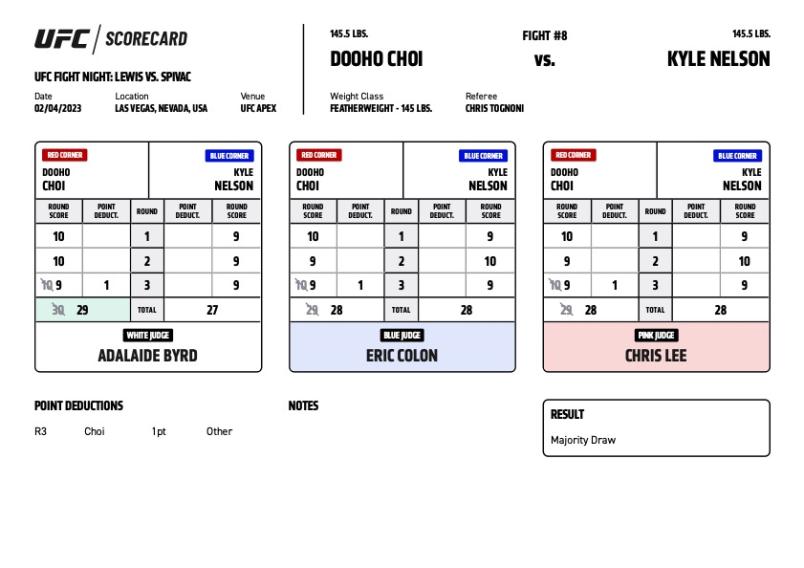 UFC / SCORECARD
UFC FIGHT NIGHT: LEWIS VS. SPIVAC
Date Location Venue
02/04/2023 LAS VEGAS, NEVADA, USA UFC APEX
145.5 LBS. FIGHT #8 145.5 LBS.
DOOHO CHOI vs. KYLE NELSON
Weight Class Referee
FEATHERWEIGHT - 145 LBS. CHRIS TOGNONI
RED CORNER BLUE CORNER
DOOHO KYLE
CHOI NELSON
ROUND SCORE POINT DEDUCT. ROUND POINT DEDUCT. ROUND SCORE
10 1 9
10 2 9
10 9 1 3 9
30 29 TOTAL 27
WHITE JUDGE
ADALAIDE BYRD
RED CORNER BLUE CORNER
DOOHO KYLE
CHOI NELSON
ROUND SCORE POINT DEDUCT. ROUND POINT DEDUCT. ROUND SCORE
10 1 9
9 2 10
10 9 1 3 9
29 28 TOTAL 28
BLUE JUDGE
ERIC COLON
RED CORNER BLUE CORNER
DOOHO KYLE
CHOI NELSON
ROUND SCORE POINT DEDUCT. ROUND POINT DEDUCT. ROUND SCORE
10 1 9
9 2 10
10 9 1 3 9
29 28 TOTAL 28
PINK JUDGE
CHRIS LEE
POINT DEDUCTIONS
R3 Choi 1pt Other
NOTES
RESULT
Majority Draw